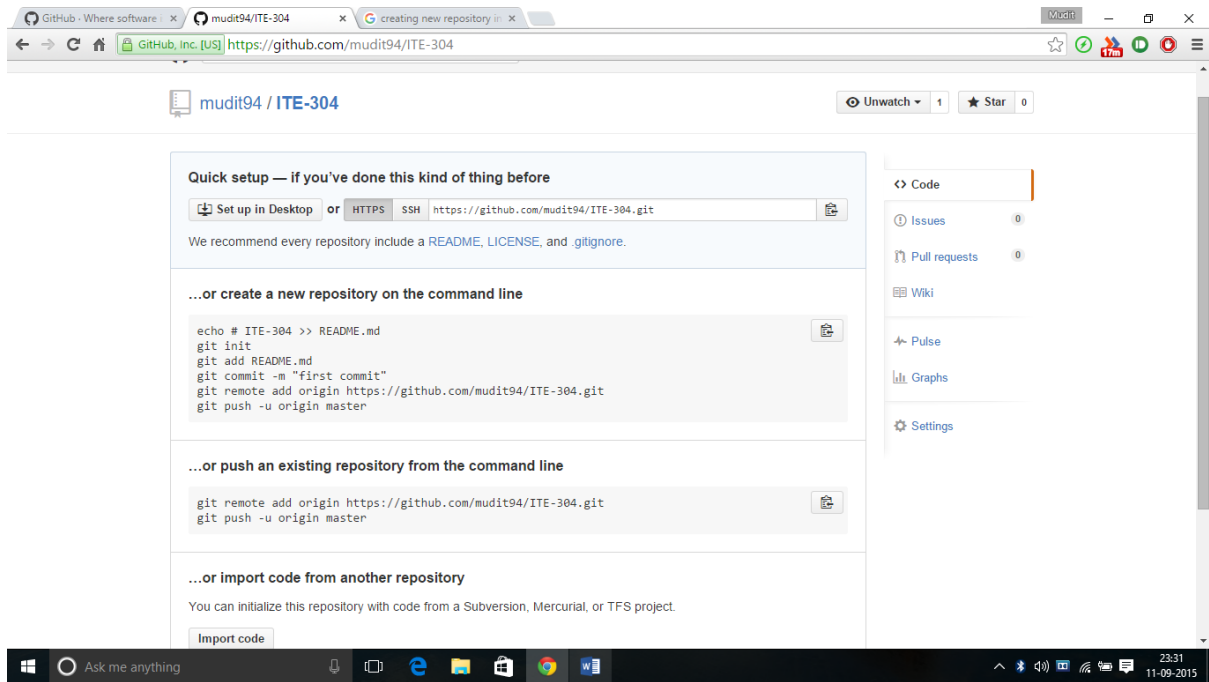 GitHub · Where software i
mudit94/ITE-304
creating new repository in
Mudit
GitHub, Inc. [US] https://github.com/mudit94/ITE-304
17m
mudit94 / ITE-304
Unwatch 1 Star 0
Quick setup — if you've done this kind of thing before
Set up in Desktop or HTTPS SSH https://github.com/mudit94/ITE-304.git
We recommend every repository include a README, LICENSE, and .gitignore.
…or create a new repository on the command line
echo # ITE-304 >> README.md
git init
git add README.md
git commit -m "first commit"
git remote add origin https://github.com/mudit94/ITE-304.git
git push -u origin master
…or push an existing repository from the command line
git remote add origin https://github.com/mudit94/ITE-304.git
git push -u origin master
…or import code from another repository
You can initialize this repository with code from a Subversion, Mercurial, or TFS project.
Import code
Code
Issues 0
Pull requests 0
Wiki
Pulse
Graphs
Settings
Ask me anything
23:31
11-09-2015